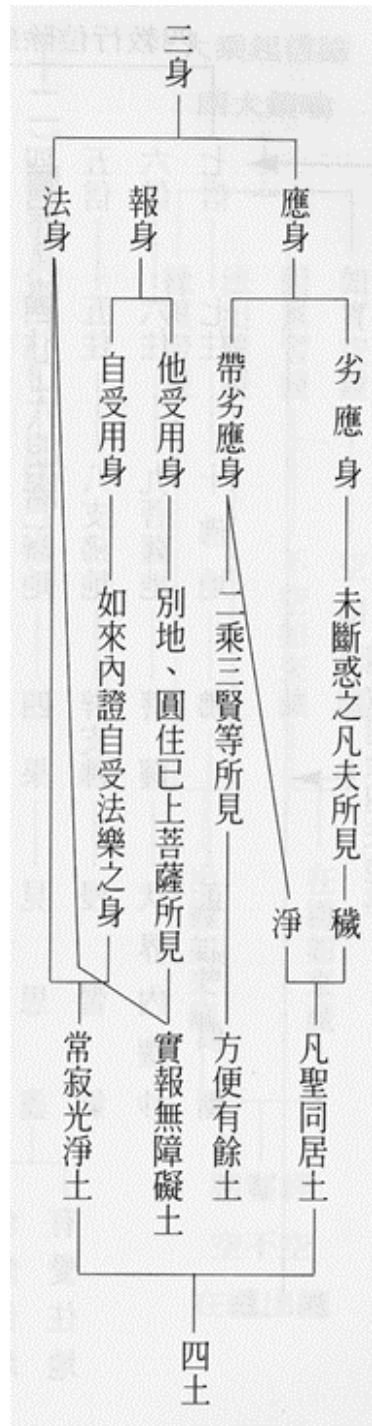 三身
應身
報身
法身
劣應身
帶劣應身
他受用身
自受用身
未斷惑之凡夫所見
二乘三賢等所見
別地、圓住已上菩薩所見
如來內證自受法樂之身
穢
淨
凡聖同居土
方便有餘土
實報無障礙土
常寂光淨土
四土